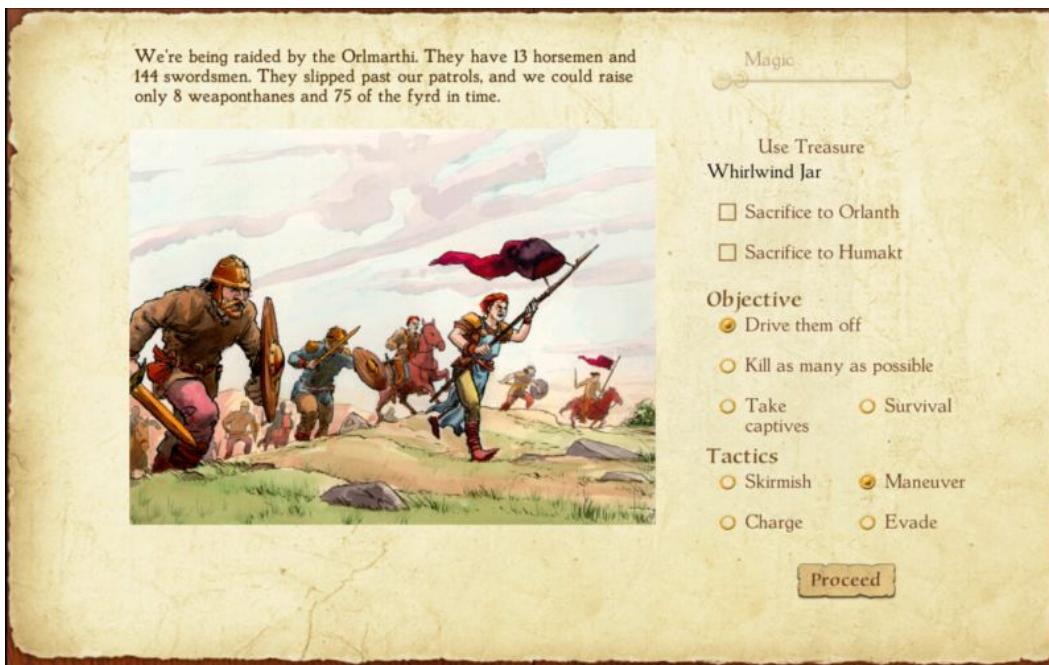 We're being raided by the Orlmarthi. They have 13 horsemen and
144 swordsmen. They slipped past our patrols, and we could raise
only 8 weaponthanes and 75 of the fyrd in time.
Magic
Use Treasure
Whirlwind Jar
Sacrifice to Orlanth
Sacrifice to Humakt
Objective
Drive them off
Kill as many as possible
Take
captives
Survival
Tactics
Skirmish
Maneuver
Charge
Evade
Proceed